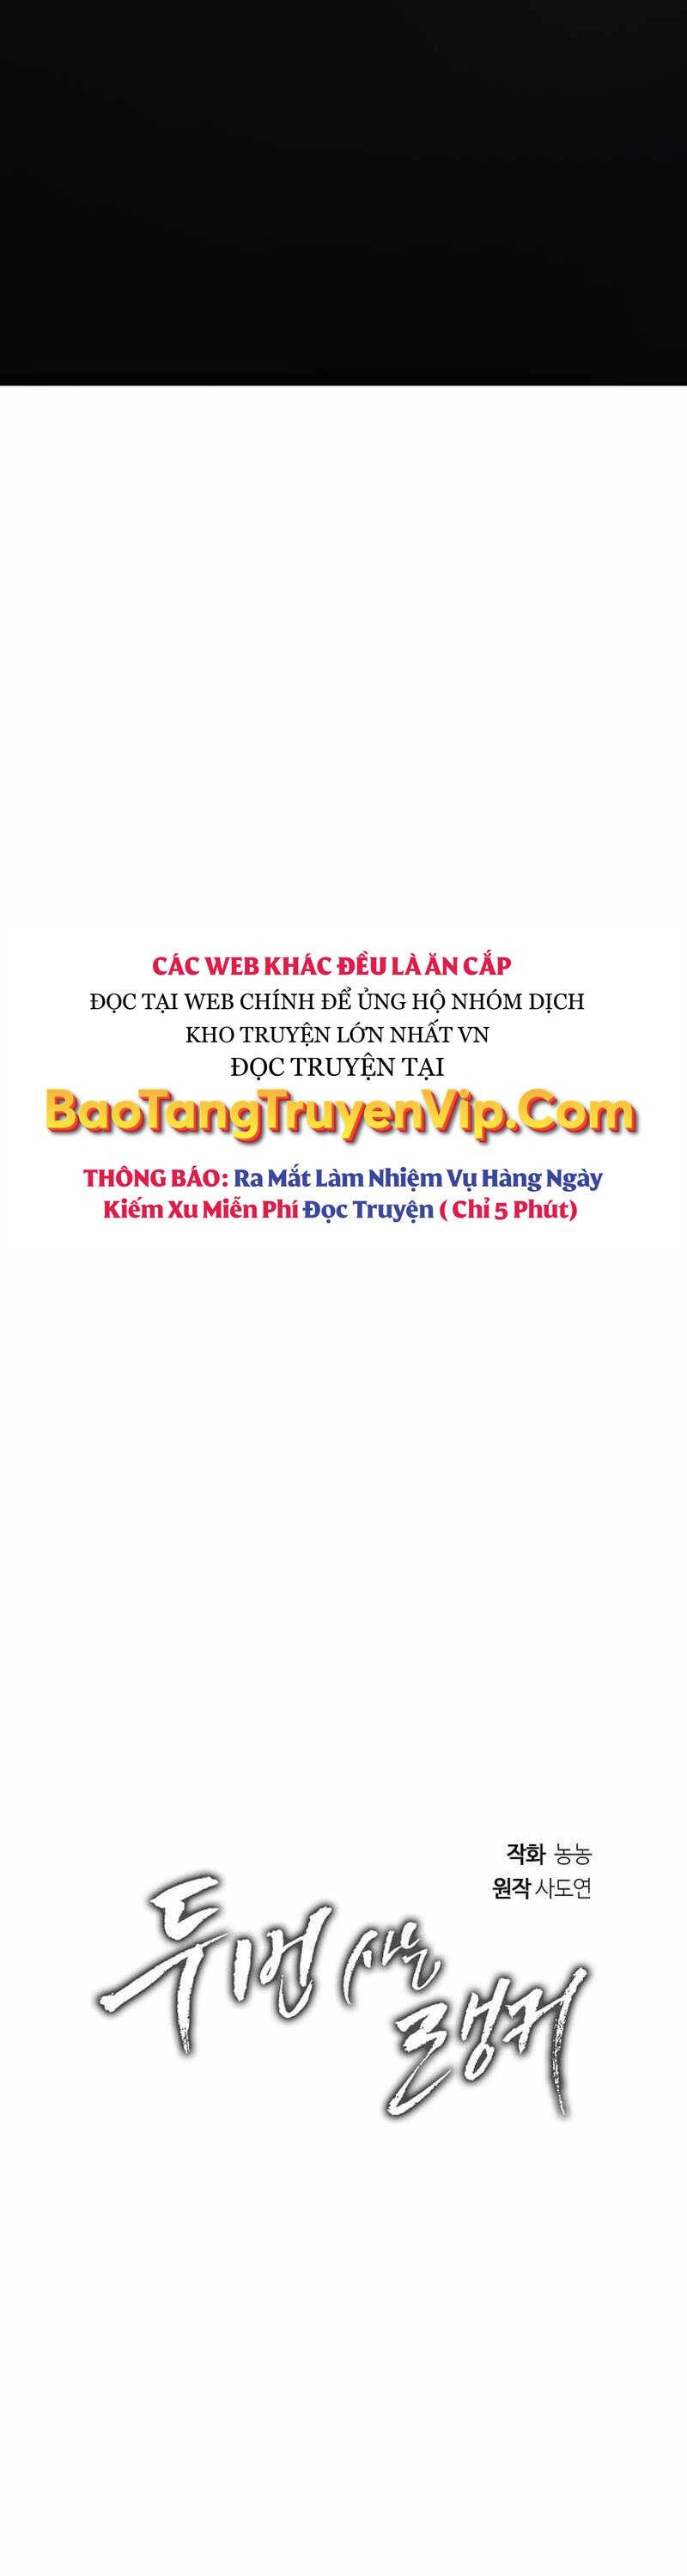 CÁC WEB KHÁC ĐỀU LÀ ĂN CẮP
ĐỌC TẠI WEB CHÍNH ĐỂ ỦNG HỘ NHÓM DỊCH
KHO TRUYỆN LỚN NHẤT VN
ĐỌC TRUYỆN TẠI
BaoTangTruyenVip.Com
THÔNG BÁO: Ra Mắt Làm Nhiệm Vụ Hàng Ngày
Kiếm Xu Miễn Phí Đọc Truyện ( Chỉ 5 Phút)
작화 농농
원작 사도연
두 번 사는
랭커